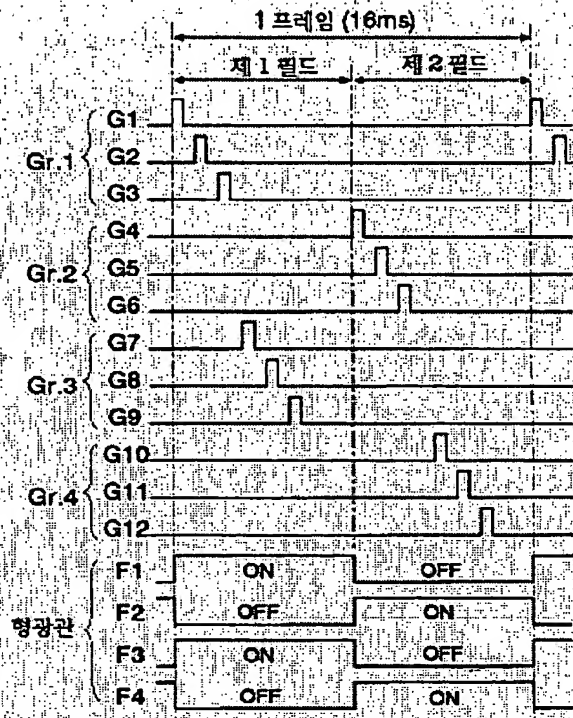 1 프레임 (16ms)
제 1 필드 제 2 필드
G1
Gr.1 G2
G3
G4
Gr.2 G5
G6
G7
Gr.3 G8
G9
G10
Gr.4 G11
G12
F1 ON OFF
형광관 F2 OFF ON
F3 ON OFF
F4 OFF ON